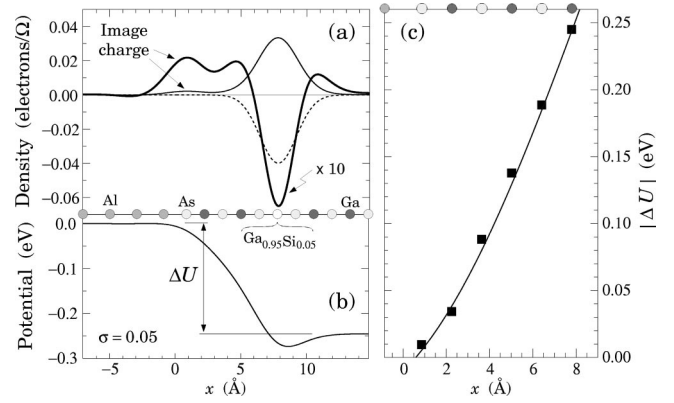 (a)
Image
charge
x 10
Density (electrons/Ω)
0.04
0.02
0.00
−0.02
−0.04
−0.06
Al
As
Ga
Ga0.95Si0.05
Potential (eV)
0.0
−0.1
−0.2
−0.3
ΔU
(b)
σ = 0.05
−5
0
5
10
x (Å)
(c)
0.25
0.20
0.15
0.10
0.05
0.00
|ΔU| (eV)
0
2
4
6
8
x (Å)